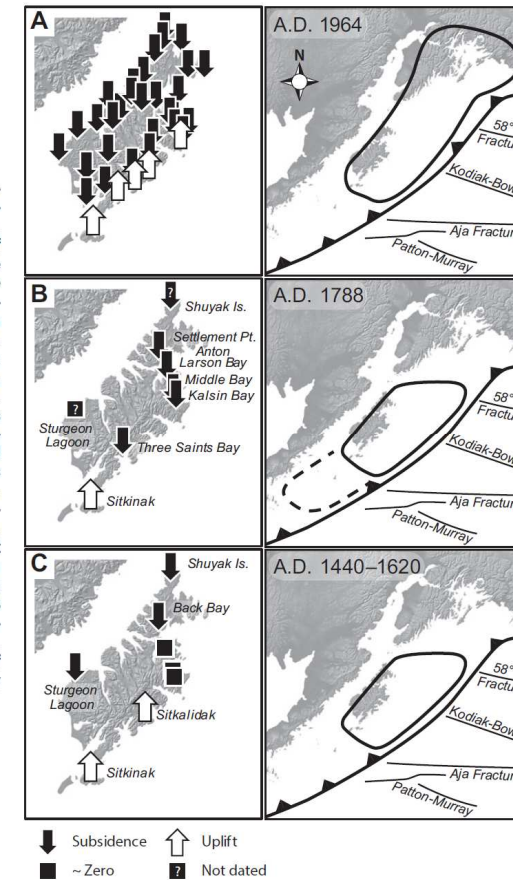 A
A.D. 1964
N
58°
Fractu
Kodiak-Bow
Aja Fractur
Patton-Murray
B
?
Shuyak Is.
Settlement Pt.
Anton
Larson Bay
Middle Bay
Kalsin Bay
?
Sturgeon
Lagoon
Three Saints Bay
Sitkinak
A.D. 1788
58°
Fractu
Kodiak-Bow
Aja Fractur
Patton-Murray
C
Shuyak Is.
Back Bay
Sturgeon
Lagoon
Sitkalidak
Sitkinak
A.D. 1440–1620
58°
Fractu
Kodiak-Bow
Aja Fractur
Patton-Murray
Subsidence
Uplift
~ Zero
? Not dated